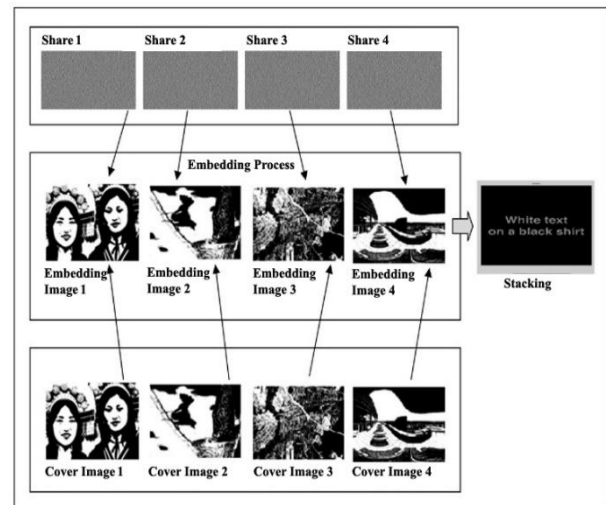 Share 1
Share 2
Share 3
Share 4
Embedding Process
Embedding
Image 1
Embedding
Image 2
Embedding
Image 3
Embedding
Image 4
White text
on a black shirt
Stacking
Cover Image 1
Cover Image 2
Cover Image 3
Cover Image 4